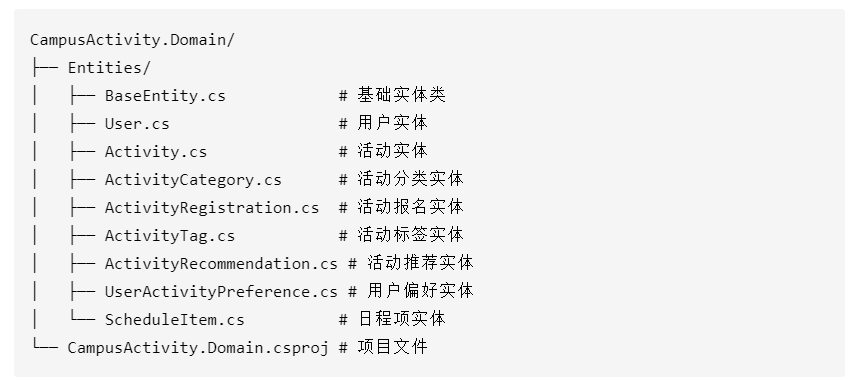 CampusActivity.Domain/
├── Entities/
│   ├── BaseEntity.cs            # 基础实体类
│   ├── User.cs                  # 用户实体
│   ├── Activity.cs              # 活动实体
│   ├── ActivityCategory.cs      # 活动分类实体
│   ├── ActivityRegistration.cs  # 活动报名实体
│   ├── ActivityTag.cs           # 活动标签实体
│   ├── ActivityRecommendation.cs # 活动推荐实体
│   ├── UserActivityPreference.cs # 用户偏好实体
│   └── ScheduleItem.cs          # 日程项实体
└── CampusActivity.Domain.csproj # 项目文件